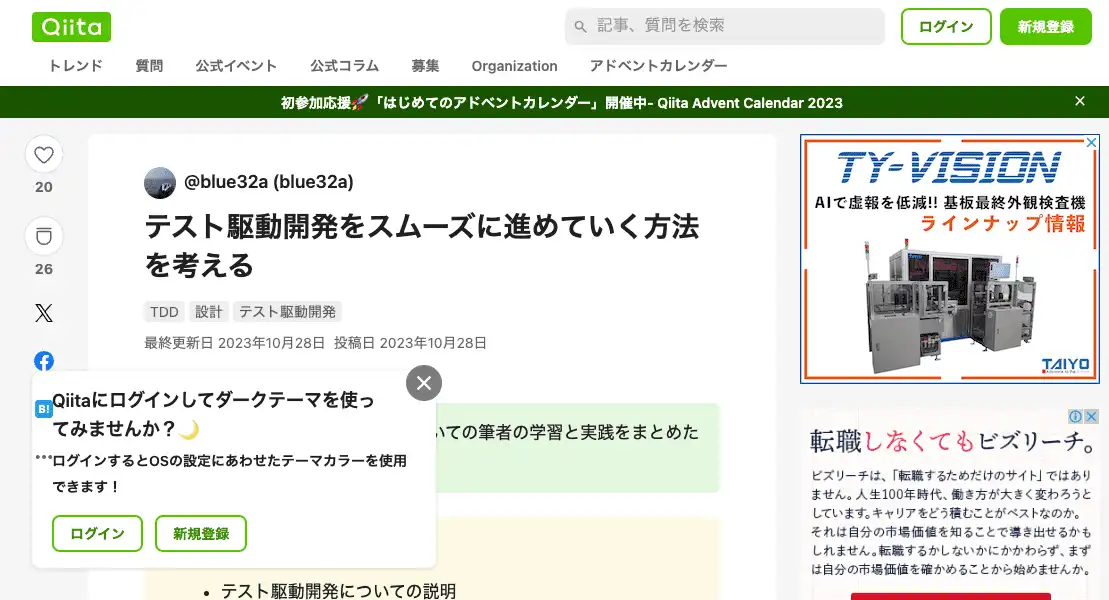 Qiita
記事、質問を検索
ログイン
新規登録
トレンド 質問 公式イベント 公式コラム 募集 Organization アドベントカレンダー
初参加応援🚀「はじめてのアドベントカレンダー」開催中- Qiita Advent Calendar 2023
20
26
@blue32a (blue32a)
テスト駆動開発をスムーズに進めていく方法
を考える
TDD 設計 テスト駆動開発
最終更新日 2023年10月28日 投稿日 2023年10月28日
いての筆者の学習と実践をまとめた
テスト駆動開発についての説明
B!
Qiitaにログインしてダークテーマを使っ
てみませんか？🌙
ログインするとOSの設定にあわせたテーマカラーを使用
できます！
ログイン
新規登録
TY-VISION
AIで虚報を低減!! 基板最終外観検査機
ラインナップ情報
TAIYO
転職しなくてもビズリーチ。
ビズリーチは、「転職するためだけのサイト」ではあり
ません。人生100年時代、働き方が大きく変わろうと
しています。キャリアをどう積むことがベストなのか。
それは自分の市場価値を知ることで導き出せるかも
しれません。転職するかしないかにかかわらず、まず
は自分の市場価値を確かめることから始めませんか。